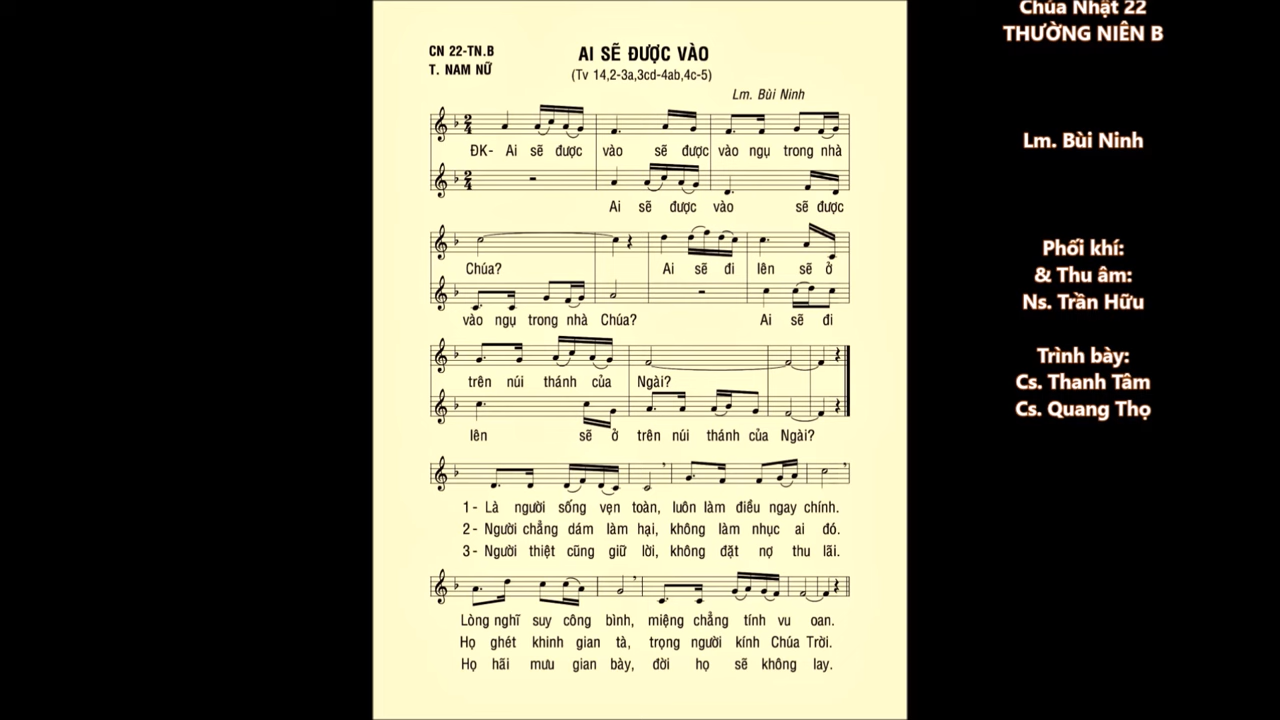 CN 22-TN.B
T. NAM NỮ
AI SẼ ĐƯỢC VÀO
(Tv 14,2-3a,3cd-4ab,4c-5)
Lm. Bùi Ninh
ĐK- Ai sẽ được vào sẽ được vào ngụ trong nhà
Ai sẽ được vào sẽ được
Chúa? Ai sẽ đi lên sẽ ở
vào ngụ trong nhà Chúa? Ai sẽ đi
trên núi thánh của Ngài?
lên sẽ ở trên núi thánh của Ngài?
1- Là người sống vẹn toàn, luôn làm điều ngay chính.
2- Người chẳng dám làm hại, không làm nhục ai đó.
3- Người thiệt cũng giữ lời, không đặt nợ thu lãi.
Lòng nghĩ suy công bình, miệng chẳng tính vu oan.
Họ ghét khinh gian tà, trọng người kính Chúa Trời.
Họ hãi mưu gian bày, đời họ sẽ không lay.
Chúa Nhật 22
THƯỜNG NIÊN B
Lm. Bùi Ninh
Phối khí:
& Thu âm:
Ns. Trần Hữu
Trình bày:
Cs. Thanh Tâm
Cs. Quang Thọ